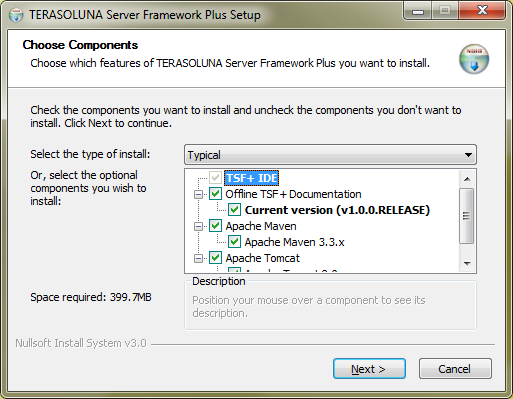 TERASOLUNA Server Framework Plus Setup
Choose Components
Choose which features of TERASOLUNA Server Framework Plus you want to install.
Check the components you want to install and uncheck the components you don't want to
install. Click Next to continue.
Select the type of install:
Typical
Or, select the optional
components you wish to
install:
TSF+ IDE
Offline TSF+ Documentation
Current version (v1.0.0.RELEASE)
Apache Maven
Apache Maven 3.3.x
Apache Tomcat
Space required: 399.7MB
Description
Position your mouse over a component to see its
description.
Nullsoft Install System v3.0
Next >
Cancel